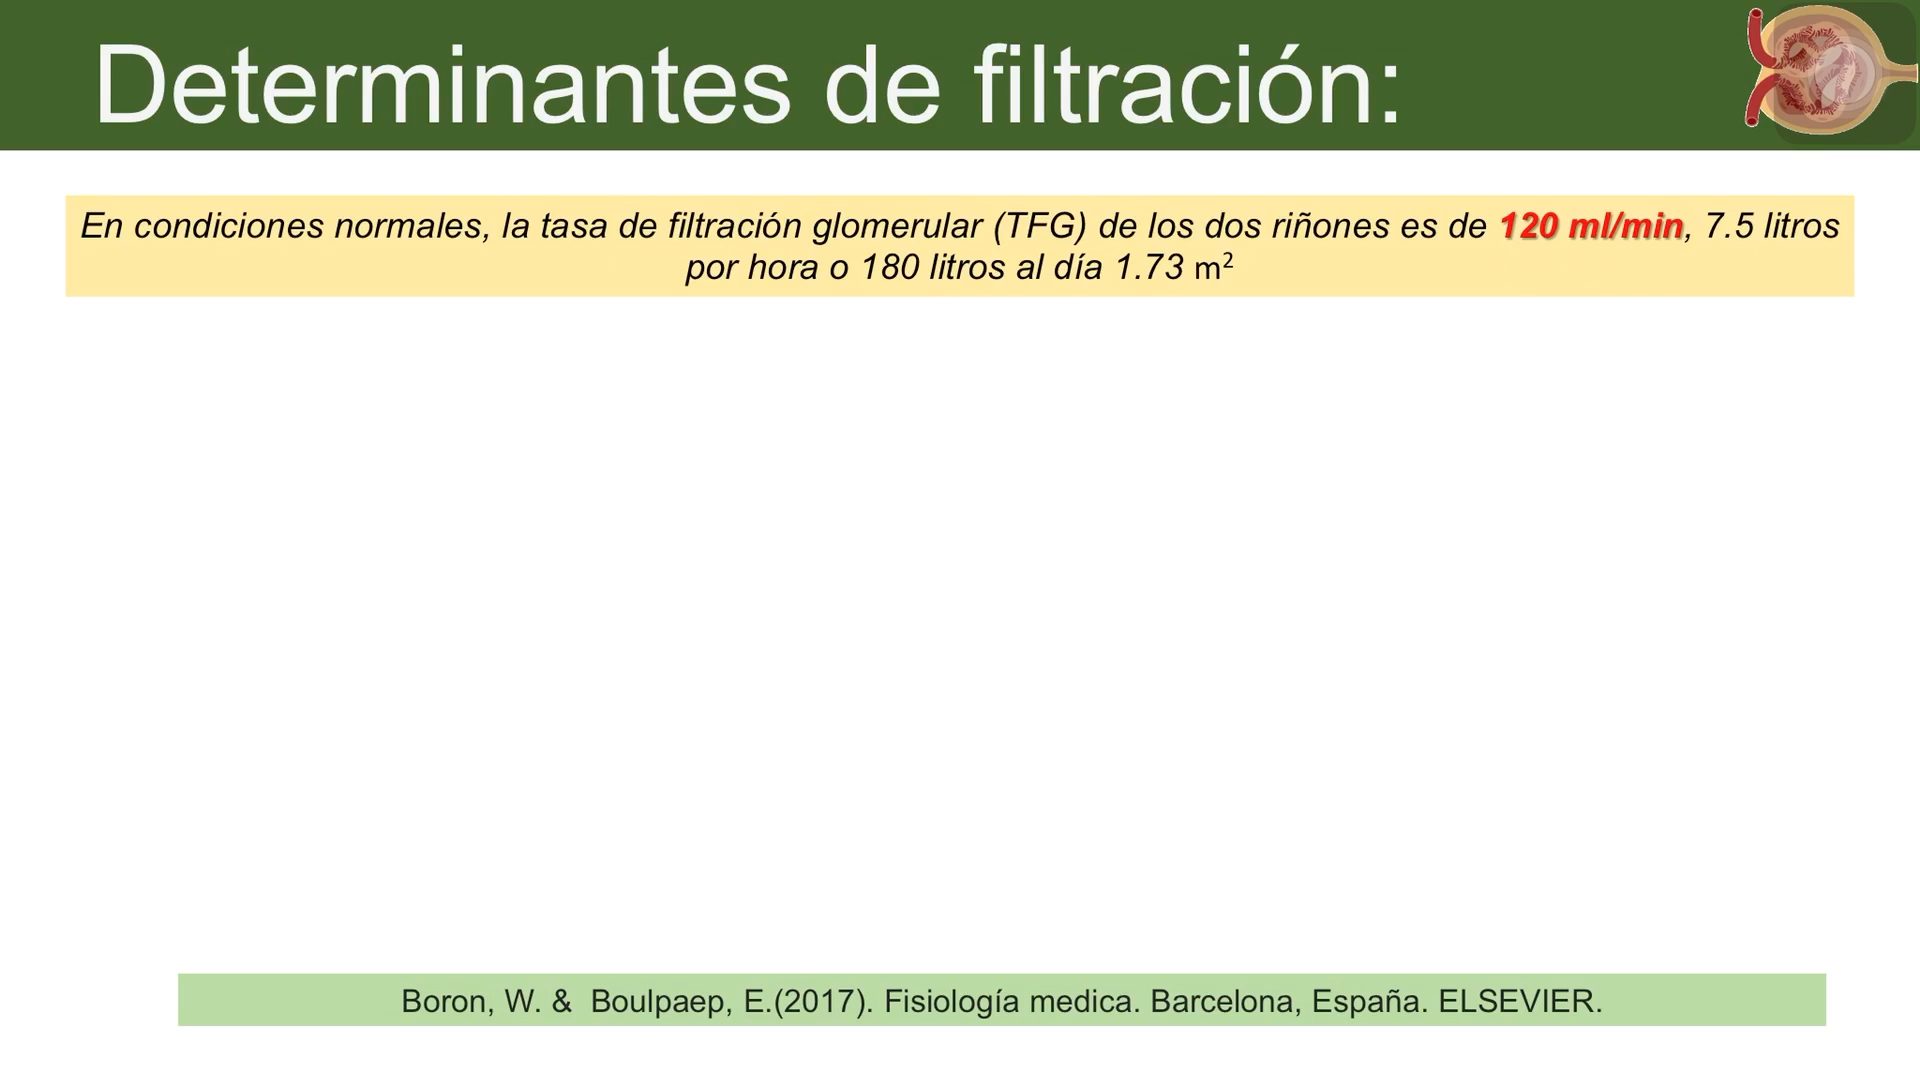 Determinantes de filtración:
En condiciones normales, la tasa de filtración glomerular (TFG) de los dos riñones es de 120 ml/min, 7.5 litros
por hora o 180 litros al día 1.73 m²
Boron, W. &  Boulpaep, E.(2017). Fisiología medica. Barcelona, España. ELSEVIER.